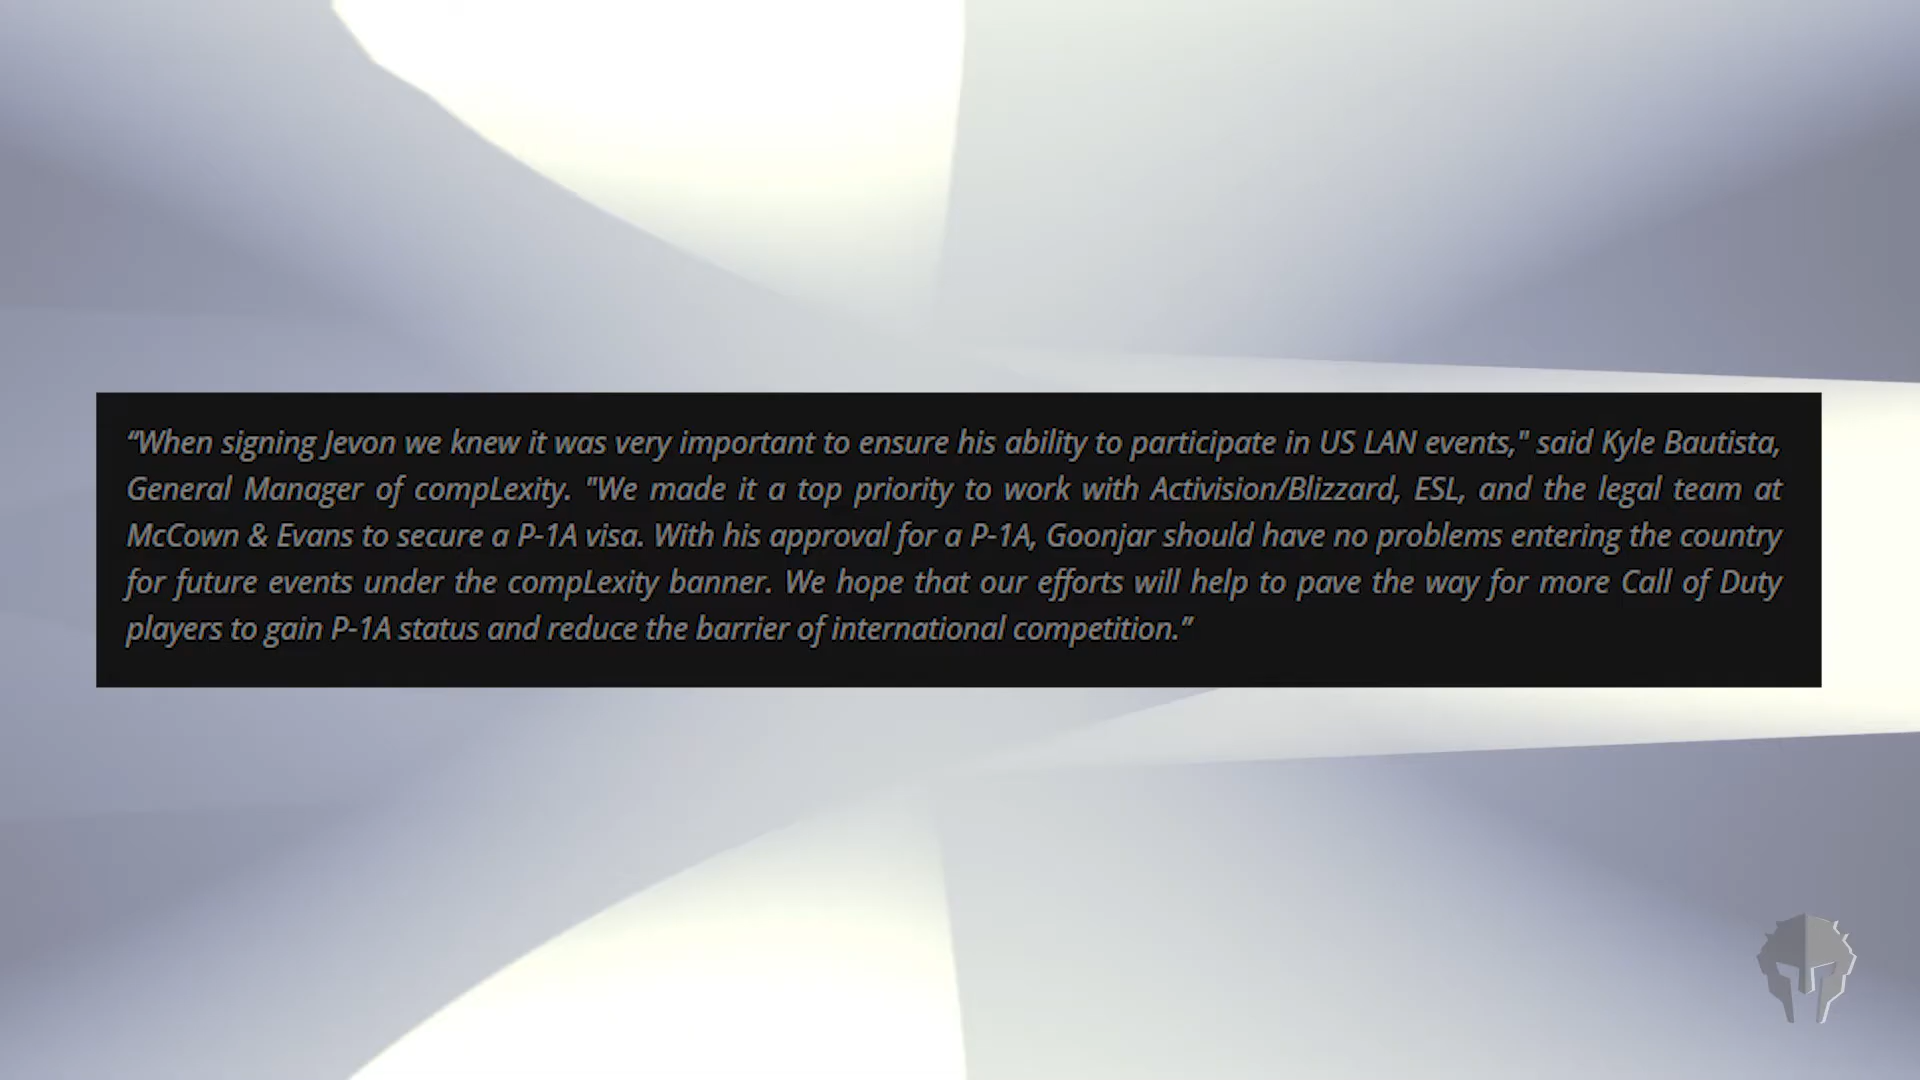 “When signing Jevon we knew it was very important to ensure his ability to participate in US LAN events," said Kyle Bautista,
General Manager of compLexity. "We made it a top priority to work with Activision/Blizzard, ESL, and the legal team at
McCown & Evans to secure a P-1A visa. With his approval for a P-1A, Goonjar should have no problems entering the country
for future events under the compLexity banner. We hope that our efforts will help to pave the way for more Call of Duty
players to gain P-1A status and reduce the barrier of international competition.”